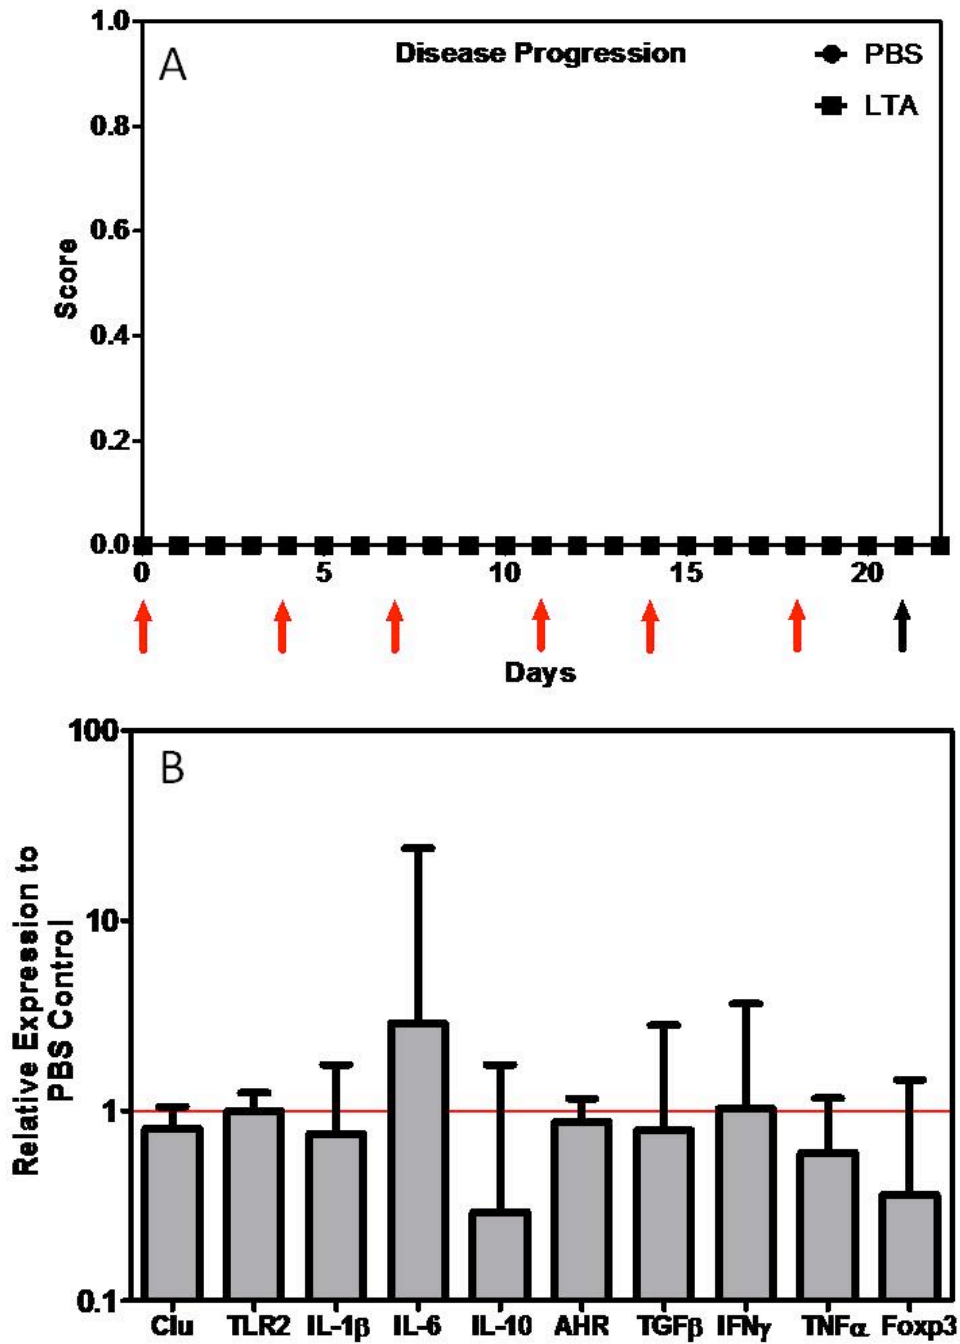 A
Disease Progression
PBS
LTA
1.0
0.8
0.6
0.4
0.2
0.0
Score
0 5 10 15 20
Days
B
100
10
1
0.1
Relative Expression to
PBS Control
Clu TLR2 IL-1β IL-6 IL-10 AHR TGFβ IFNγ TNFα Foxp3